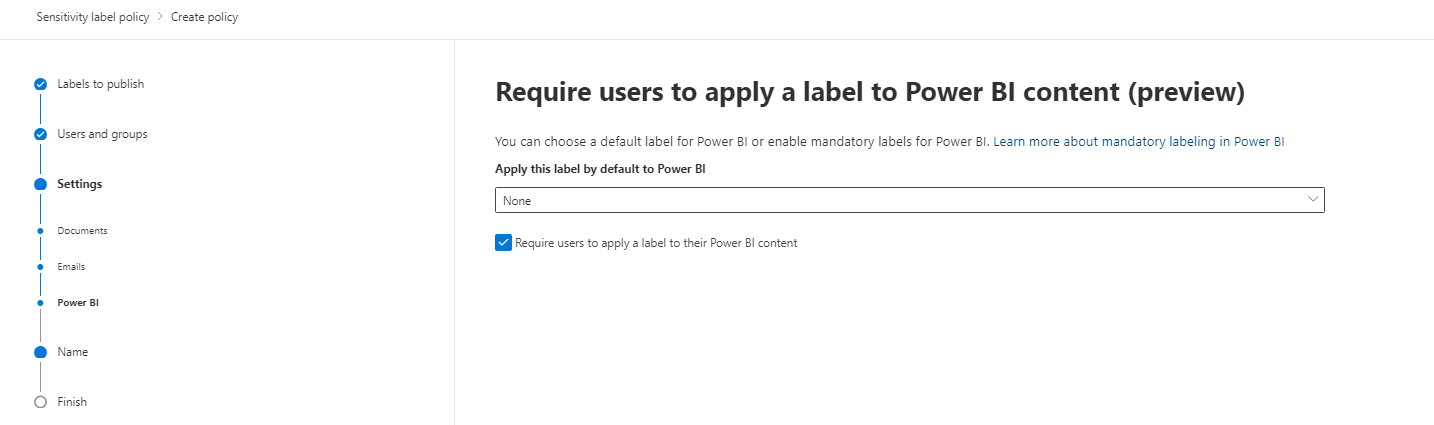 Sensitivity label policy > Create policy
Labels to publish
Users and groups
Settings
Documents
Emails
Power BI
Name
Finish
Require users to apply a label to Power BI content (preview)
You can choose a default label for Power BI or enable mandatory labels for Power BI. Learn more about mandatory labeling in Power BI
Apply this label by default to Power BI
None
Require users to apply a label to their Power BI content